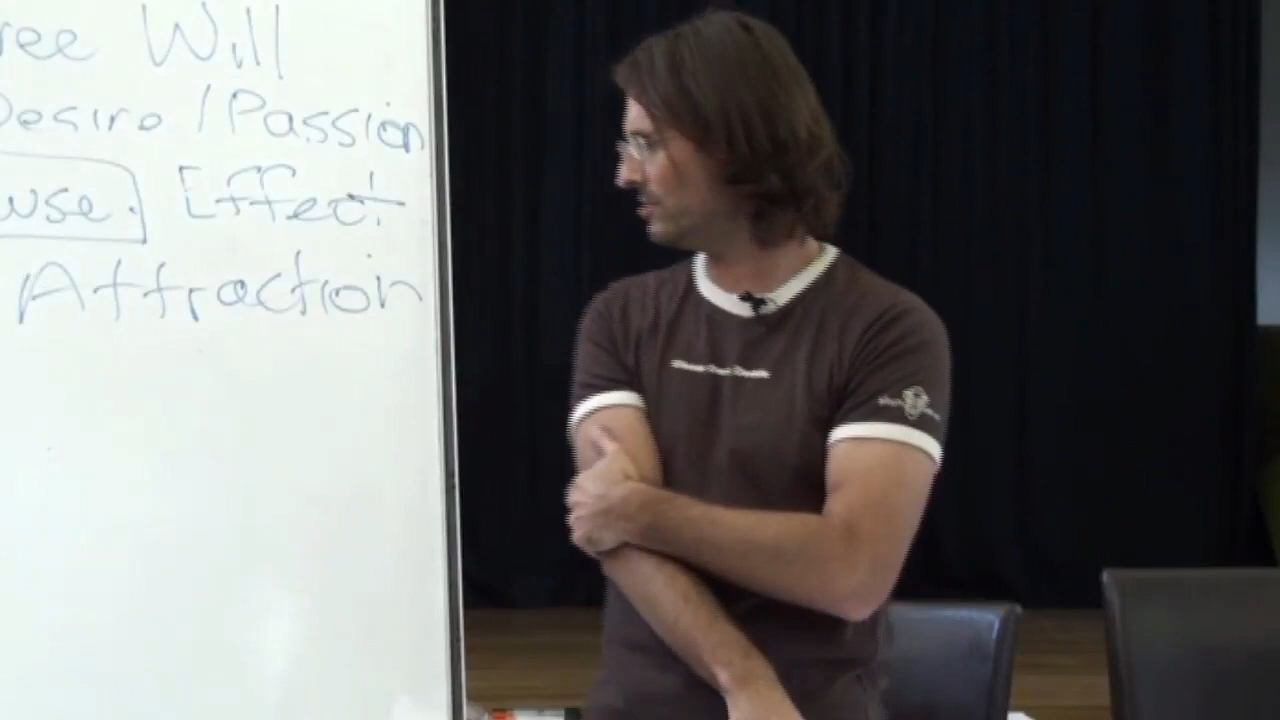 ree Will
Desire / Passion
use. Effect
Attraction